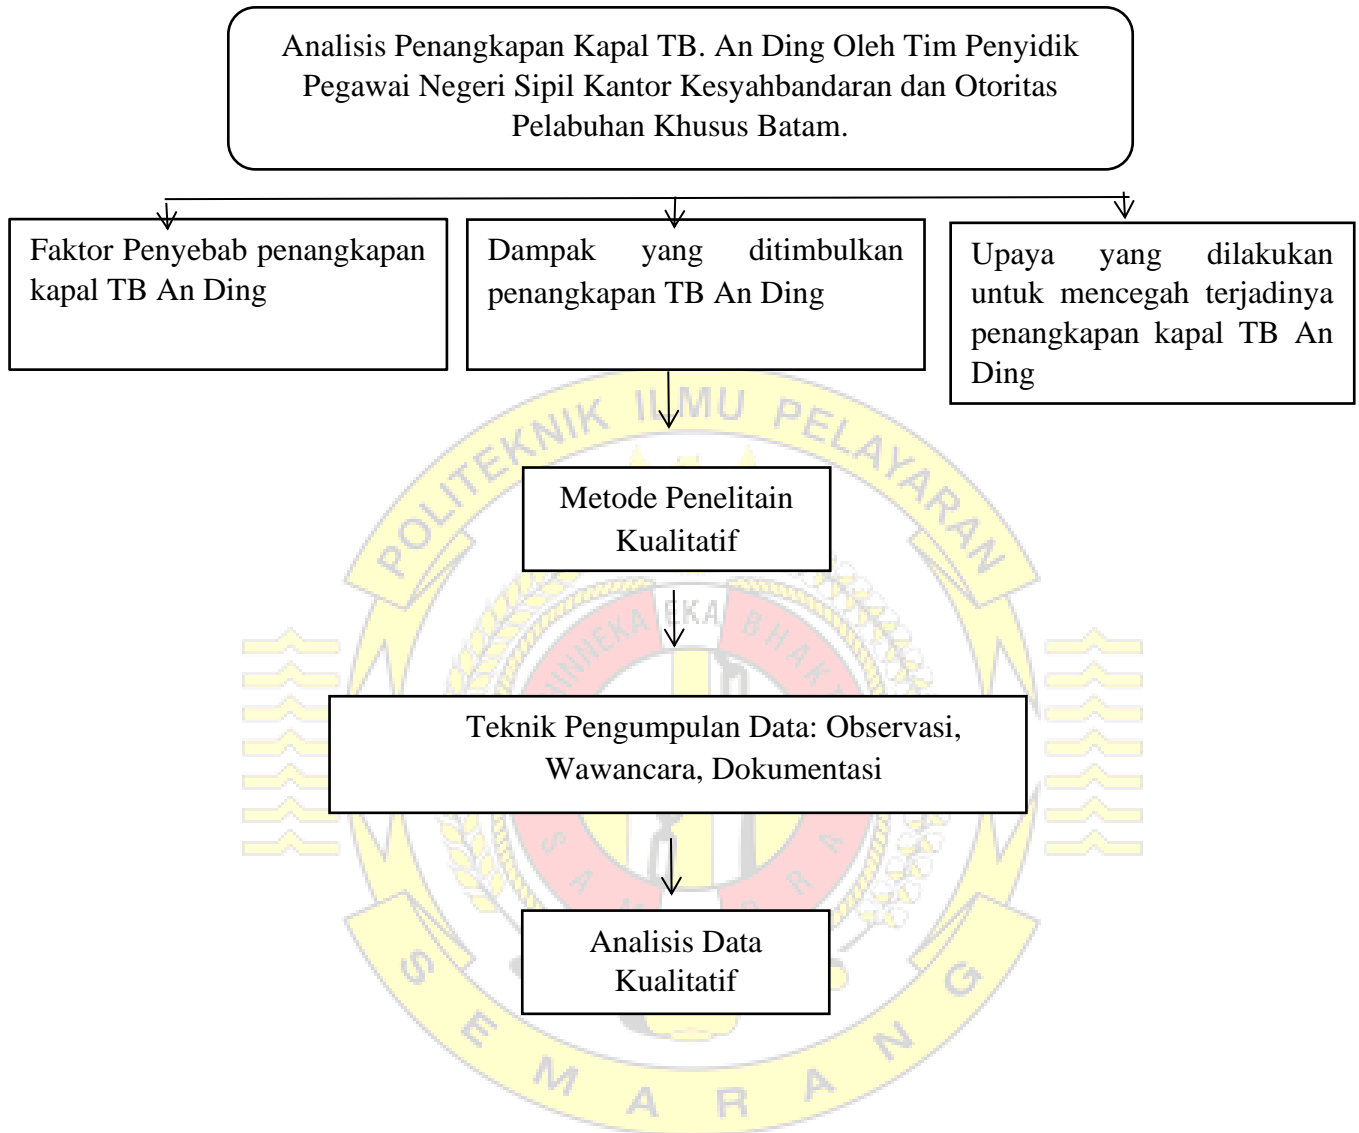 Analisis Penangkapan Kapal TB. An Ding Oleh Tim Penyidik
Pegawai Negeri Sipil Kantor Kesyahbandaran dan Otoritas
Pelabuhan Khusus Batam.
Faktor Penyebab penangkapan
kapal TB An Ding
Dampak yang ditimbulkan
penangkapan TB An Ding
Upaya yang dilakukan
untuk mencegah terjadinya
penangkapan kapal TB An
Ding
POLITEKNIK ILMU PELAYARAN
Metode Penelitain
Kualitatif
EKA
Teknik Pengumpulan Data: Observasi,
Wawancara, Dokumentasi
Analisis Data
Kualitatif
SEMARANG